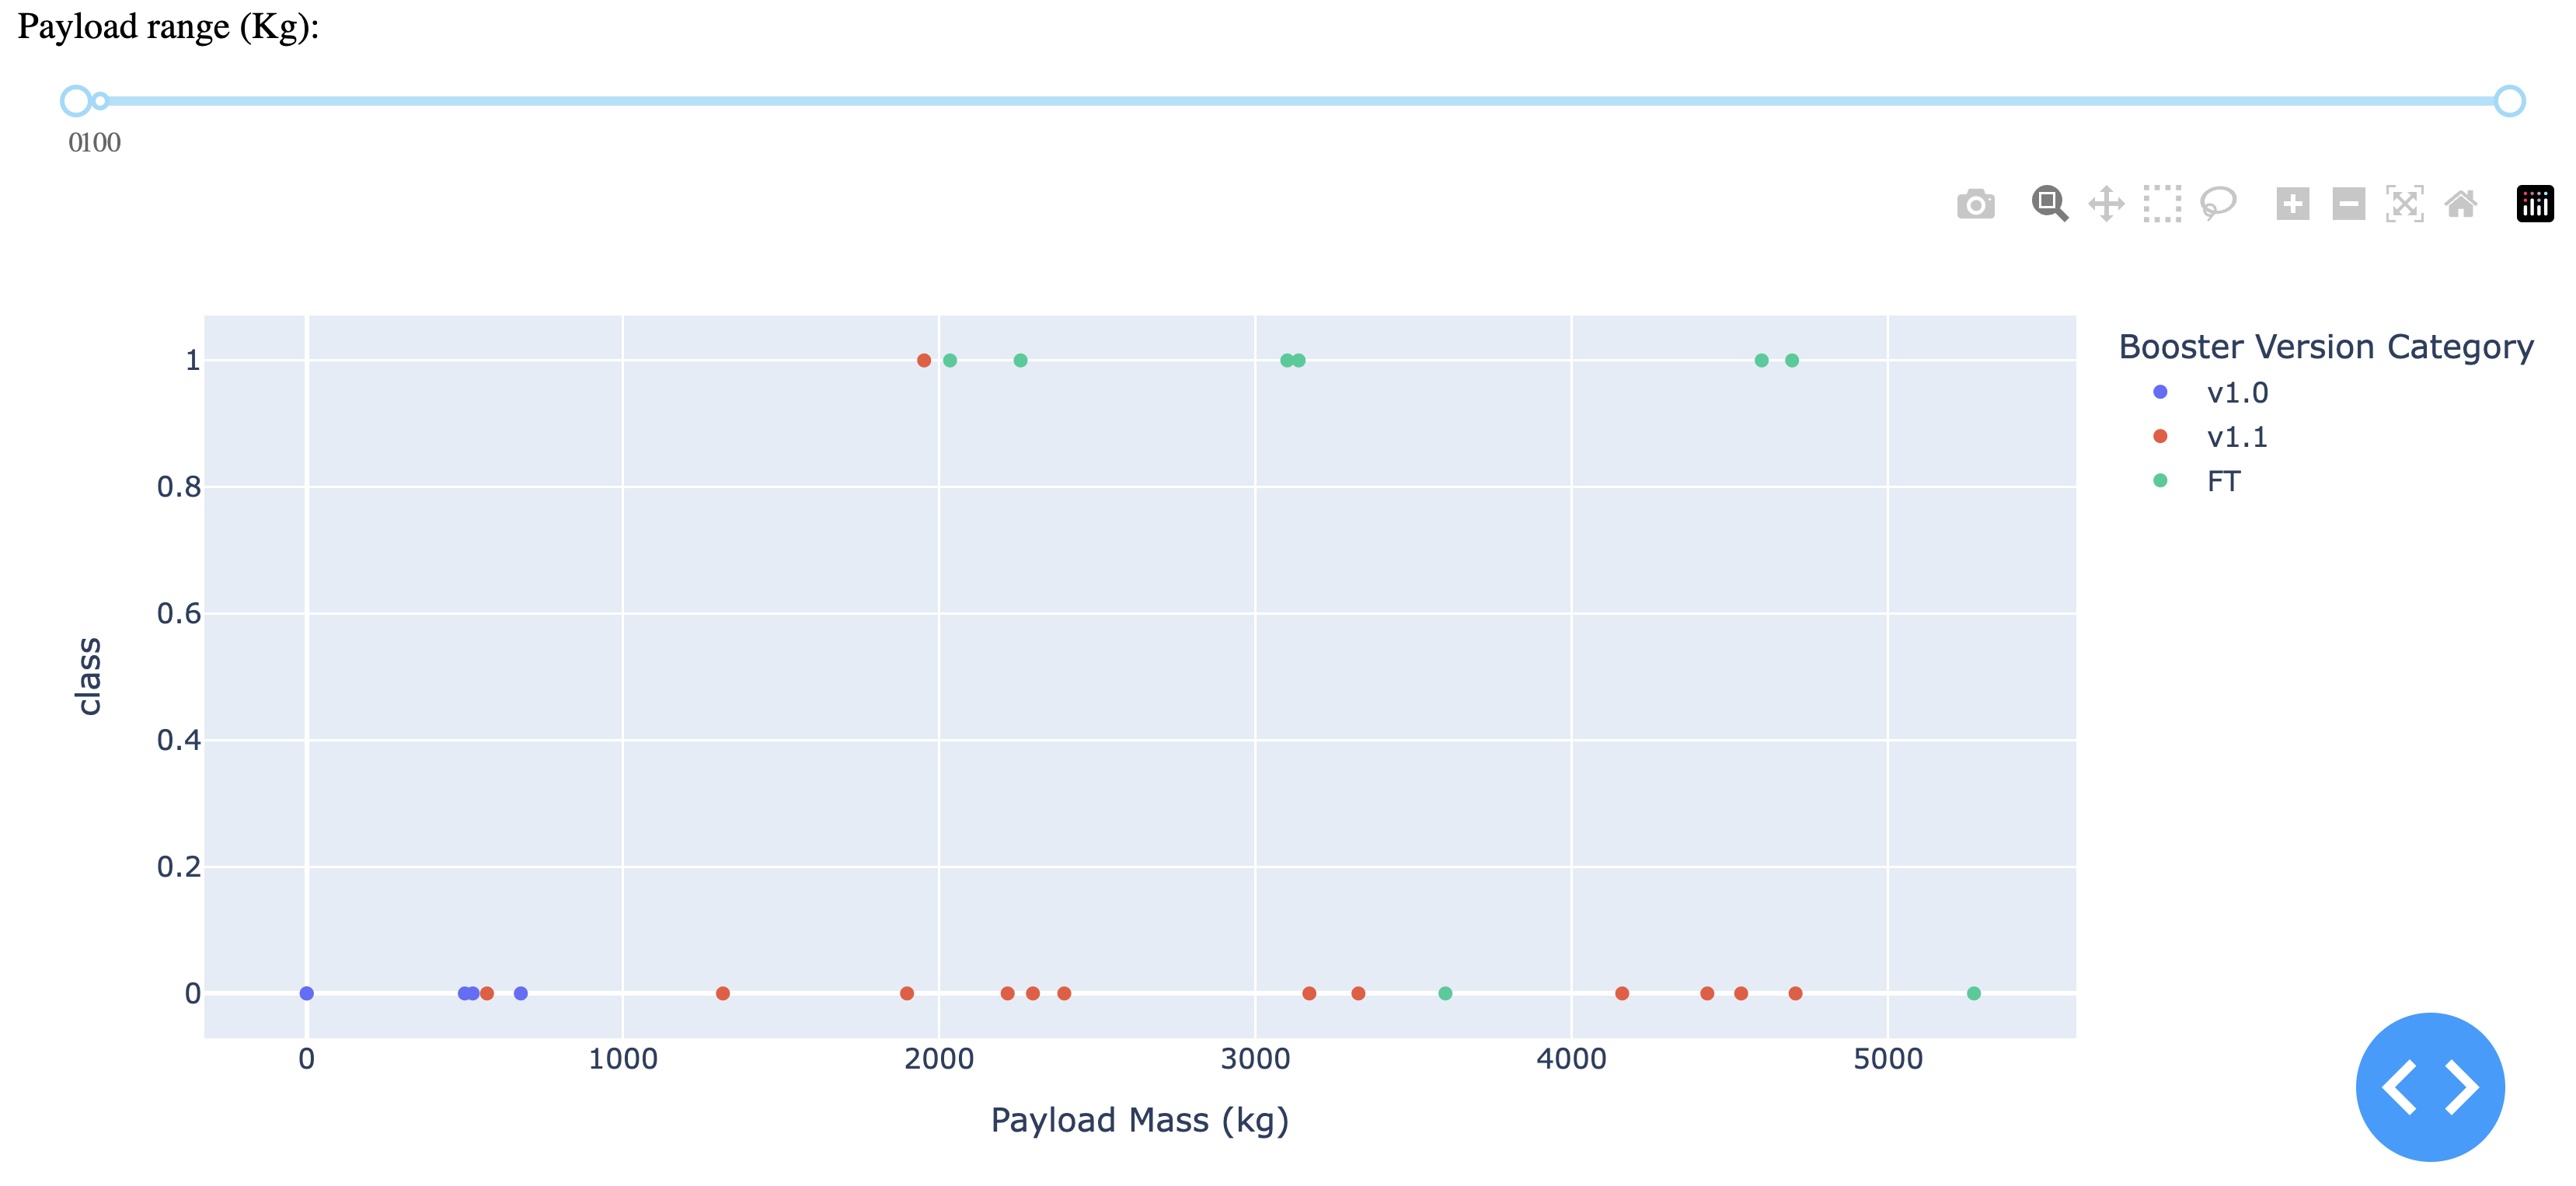 Payload range (Kg):
0100
Booster Version Category
v1.0
v1.1
FT
1
0.8
0.6
0.4
0.2
0
class
0 1000 2000 3000 4000 5000
Payload Mass (kg)